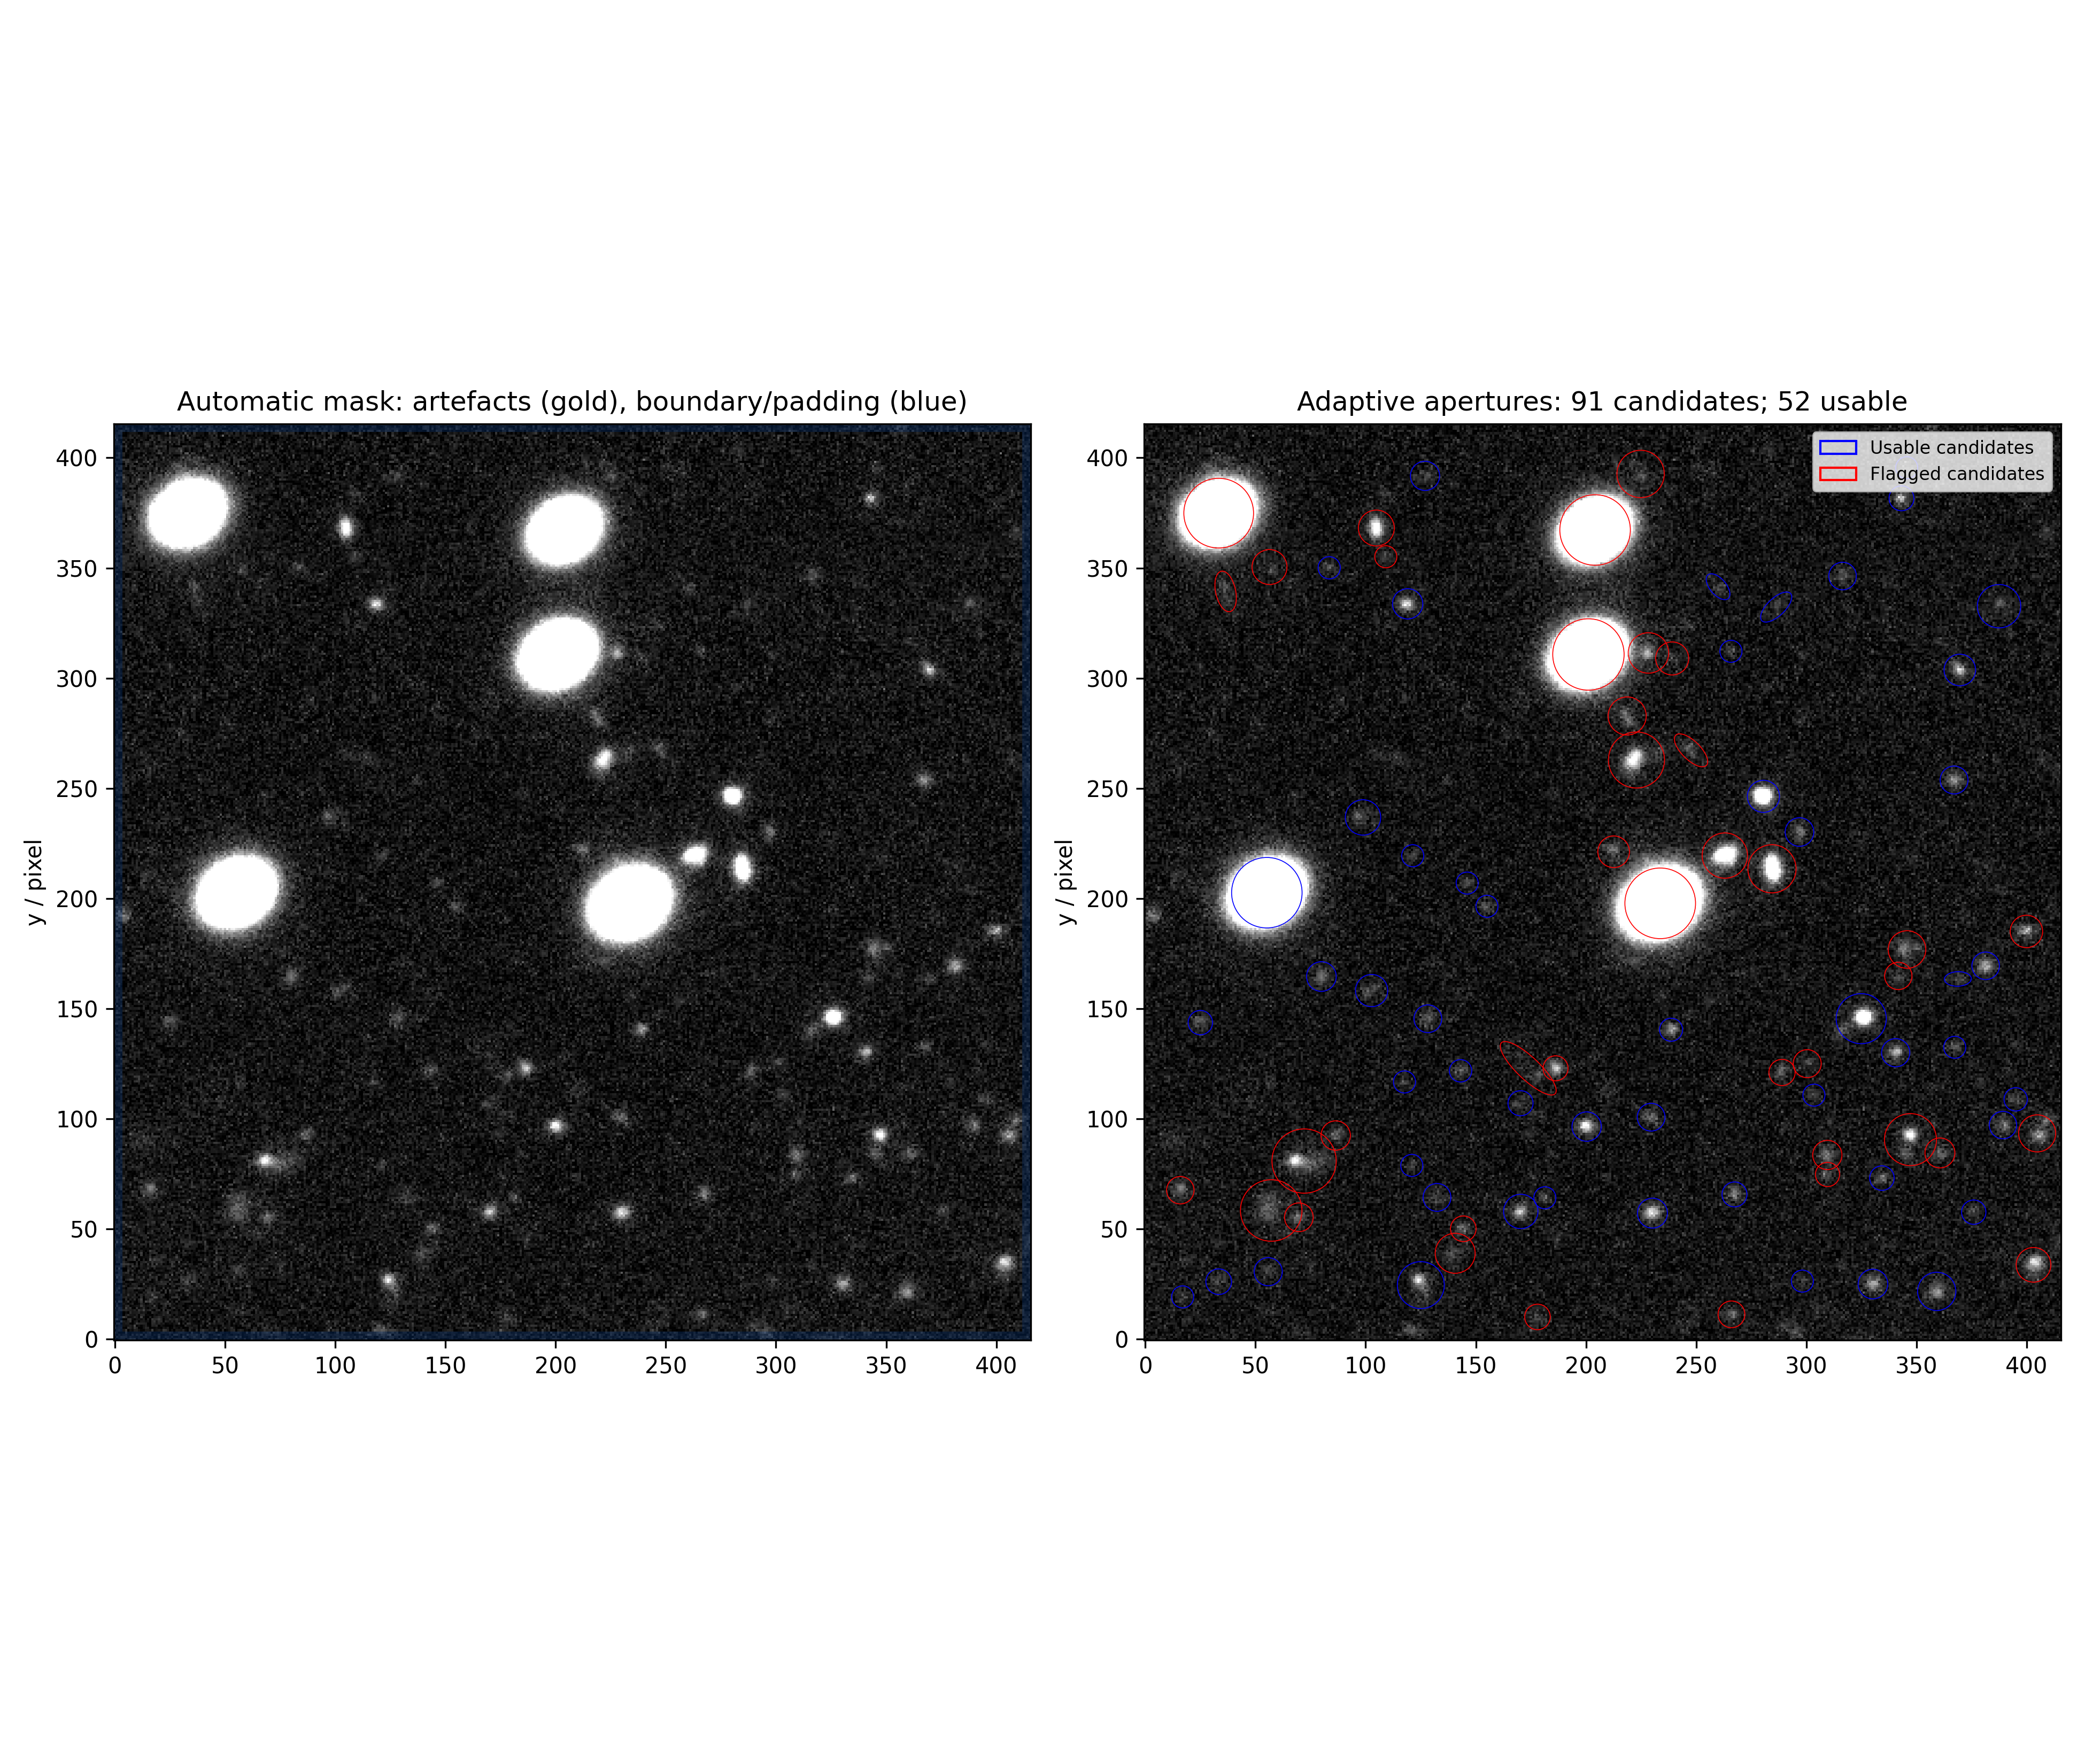 Automatic mask: artefacts (gold), boundary/padding (blue)
Adaptive apertures: 91 candidates; 52 usable
Usable candidates
Flagged candidates
y / pixel
400
350
300
250
200
150
100
50
0
0 50 100 150 200 250 300 350 400
y / pixel
400
350
300
250
200
150
100
50
0
0 50 100 150 200 250 300 350 400